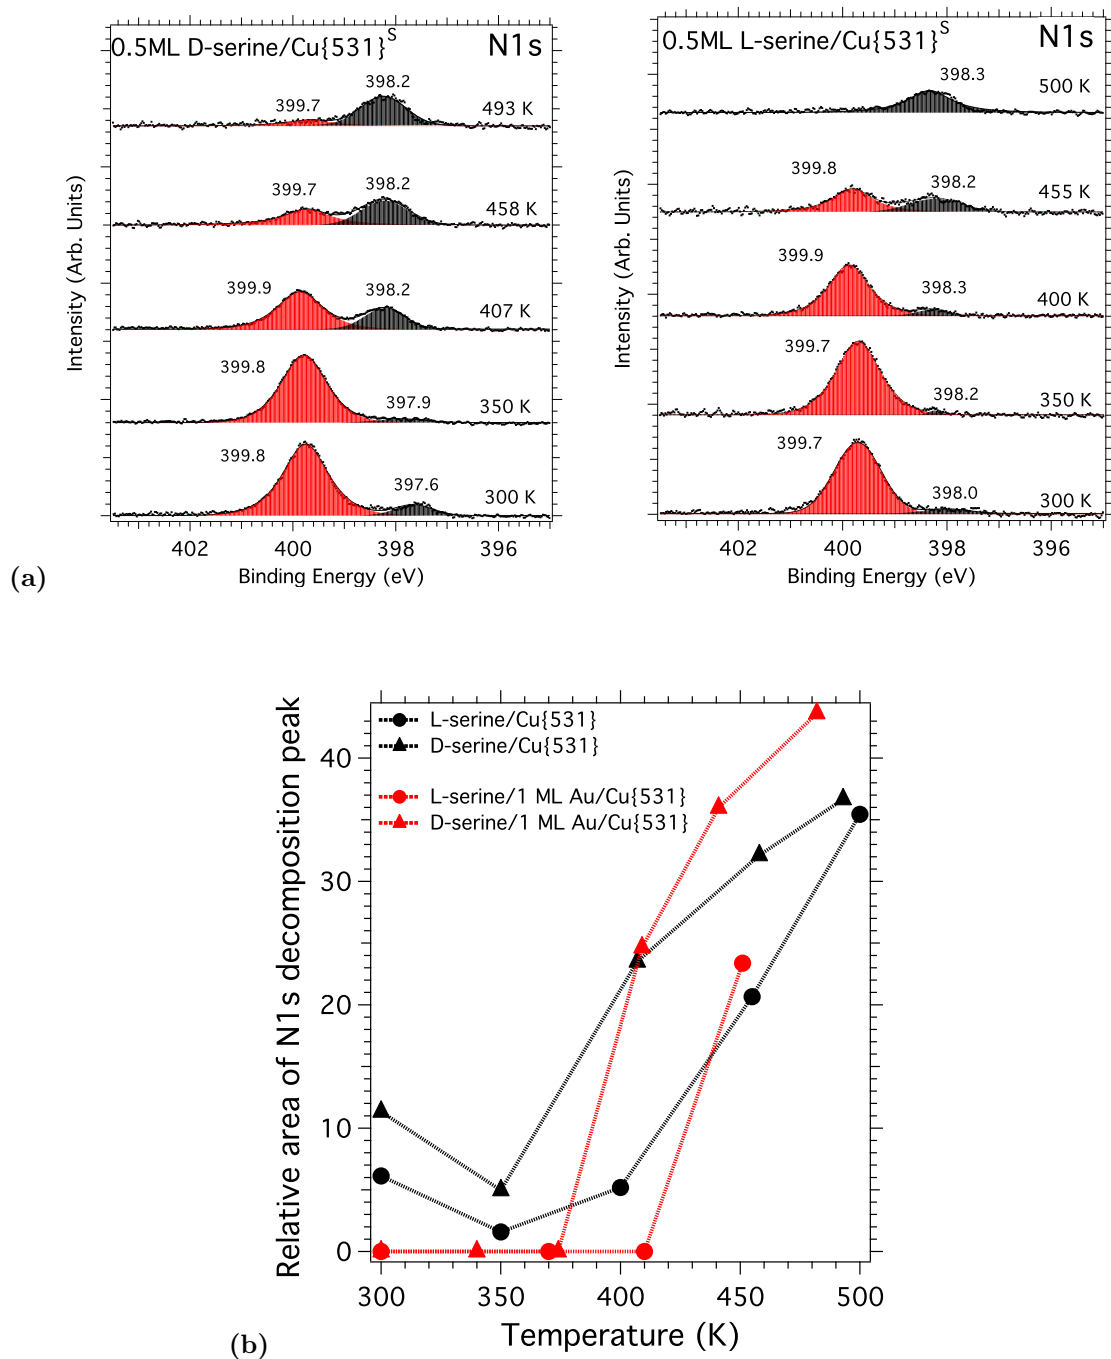 0.5ML D-serine/Cu{531}S
N1s
398.2
399.7
493 K
399.7
398.2
458 K
399.9
398.2
407 K
399.8
397.9
350 K
399.8
397.6
300 K
Intensity (Arb. Units)
402
400
398
396
Binding Energy (eV)
0.5ML L-serine/Cu{531}S
N1s
398.3
500 K
399.8
398.2
455 K
399.9
398.3
400 K
399.7
398.2
350 K
399.7
398.0
300 K
Intensity (Arb. Units)
402
400
398
396
Binding Energy (eV)
(a)
L-serine/Cu{531}
D-serine/Cu{531}
L-serine/1 ML Au/Cu{531}
D-serine/1 ML Au/Cu{531}
Relative area of N1s decomposition peak
40
30
20
10
0
300
350
400
450
500
Temperature (K)
(b)